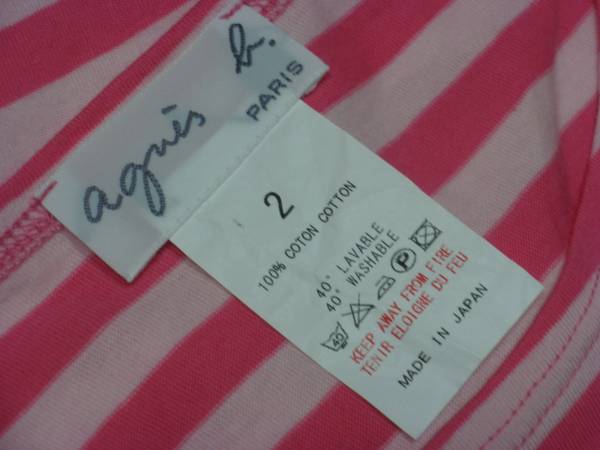 agnès b.
PARIS
2
100% COTON COTTON
40° LAVABLE
40° WASHABLE
40 P
KEEP AWAY FROM FIRE
TENIR ELOIGNE DU FEU
MADE IN JAPAN